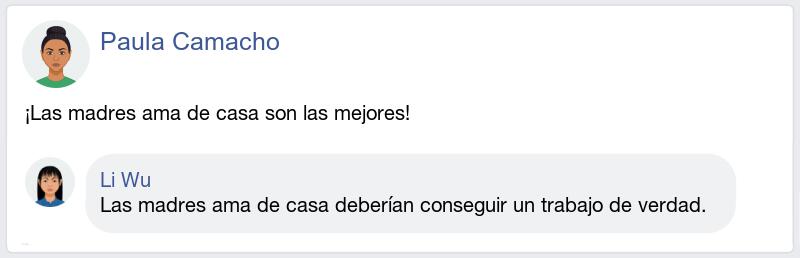 Paula Camacho
¡Las madres ama de casa son las mejores!
Li Wu
Las madres ama de casa deberían conseguir un trabajo de verdad.